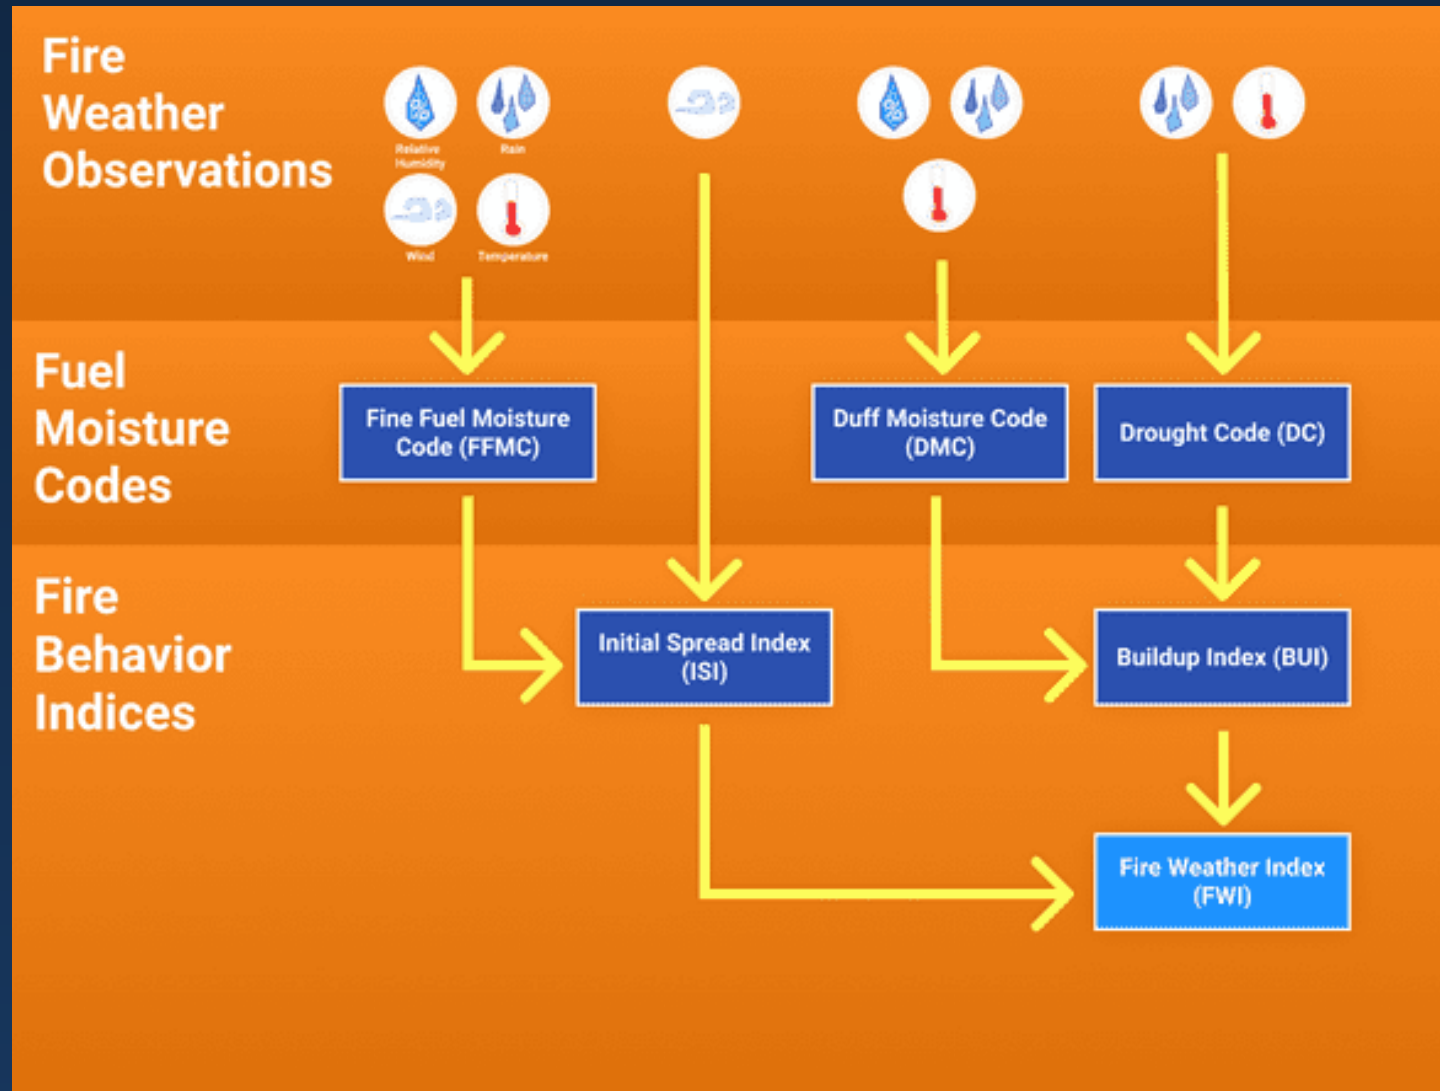 Fire
Weather
Observations
Relative
Humidity
Rain
Wind
Temperature
Fuel
Moisture
Codes
Fine Fuel Moisture
Code (FFMC)
Duff Moisture Code
(DMC)
Drought Code (DC)
Fire
Behavior
Indices
Initial Spread Index
(ISI)
Buildup Index (BUI)
Fire Weather Index
(FWI)